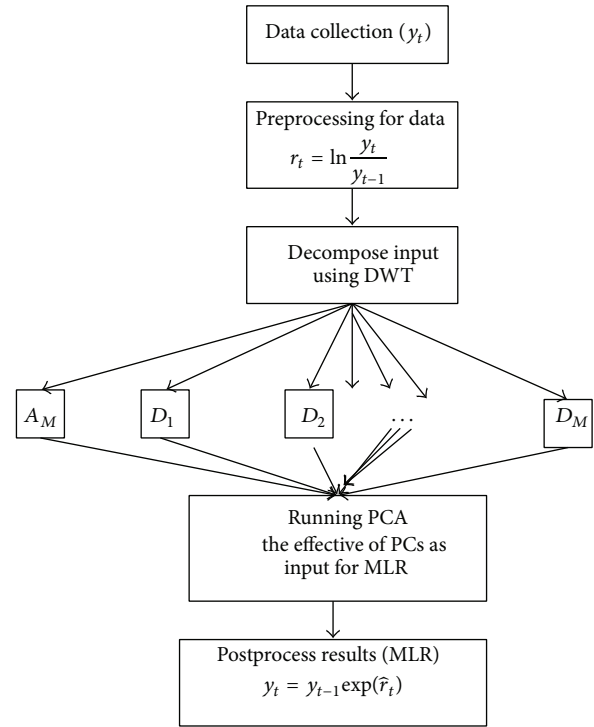 Data collection (y_t)
Preprocessing for data
r_t = ln y_t / y_{t−1}
Decompose input
using DWT
A_M D_1 D_2 ... D_M
Running PCA
the effective of PCs as
input for MLR
Postprocess results (MLR)
y_t = y_{t−1} exp(r̂_t)